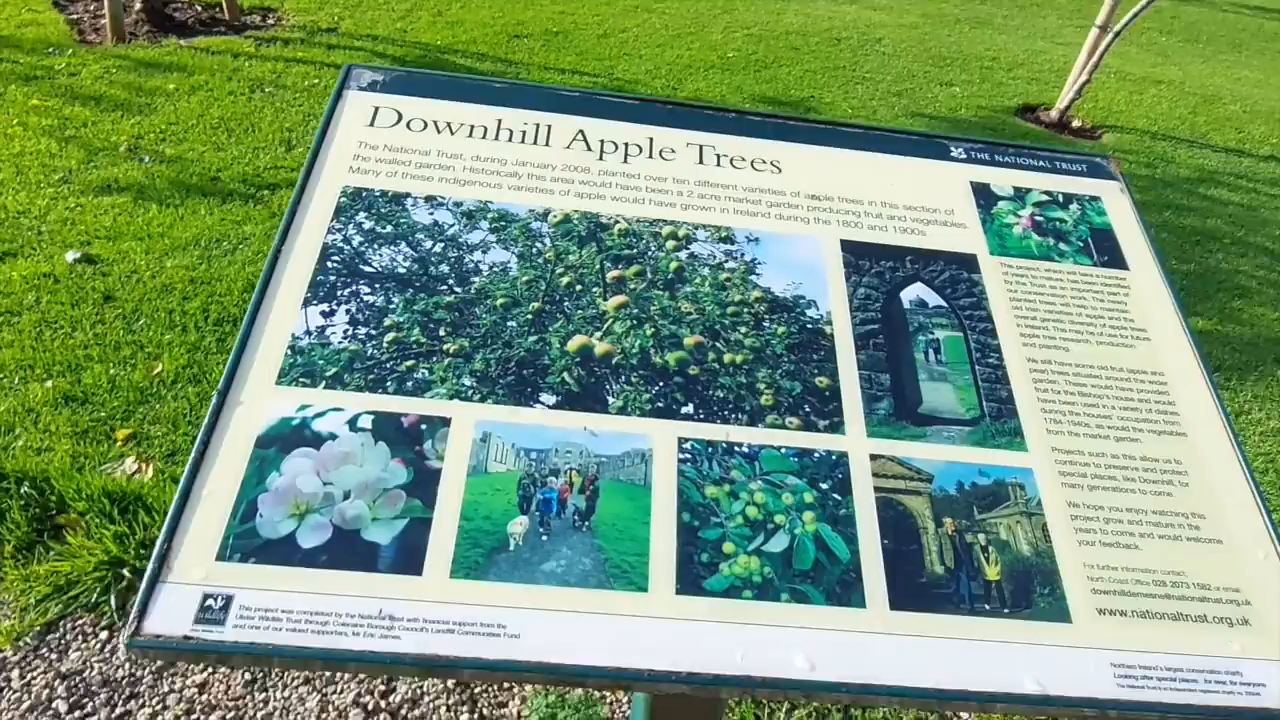 Downhill Apple Trees
THE NATIONAL TRUST
The National Trust, during January 2008, planted over ten different varieties of apple trees in this section of
the walled garden. Historically this area would have been a 2 acre market garden producing fruit and vegetables.
Many of these indigenous varieties of apple would have grown in Ireland during the 1800 and 1900s
This project, which will take a number
of years to mature, has been identified
by the Trust as an important part of
our conservation work. The newly
planted trees will help to maintain
old Irish varieties of apple and the
overall genetic diversity of apple trees
in Ireland. This may be of use for future
apple tree research, production
and planting.
We still have some old fruit (apple and
pear) trees situated around the wider
garden. These would have provided
fruit for the Bishop's house and would
have been used in a variety of dishes
during the houses' occupation from
1784-1940s, as would the vegetables
from the market garden.
Projects such as this allow us to
continue to preserve and protect
special places, like Downhill, for
many generations to come.
We hope you enjoy watching this
project grow and mature in the
years to come and would welcome
your feedback.
For further information contact;
North Coast Office 028 2073 1582 or email
downhilldemesne@nationaltrust.org.uk
www.nationaltrust.org.uk
This project was completed by the National Trust with financial support from the
Ulster Wildlife Trust through Coleraine Borough Council's Landfill Communities Fund
and one of our valued supporters, Mr Eric James.
Northern Ireland's largest conservation charity
Looking after special places for ever, for everyone
The National Trust is an independent registered charity no.